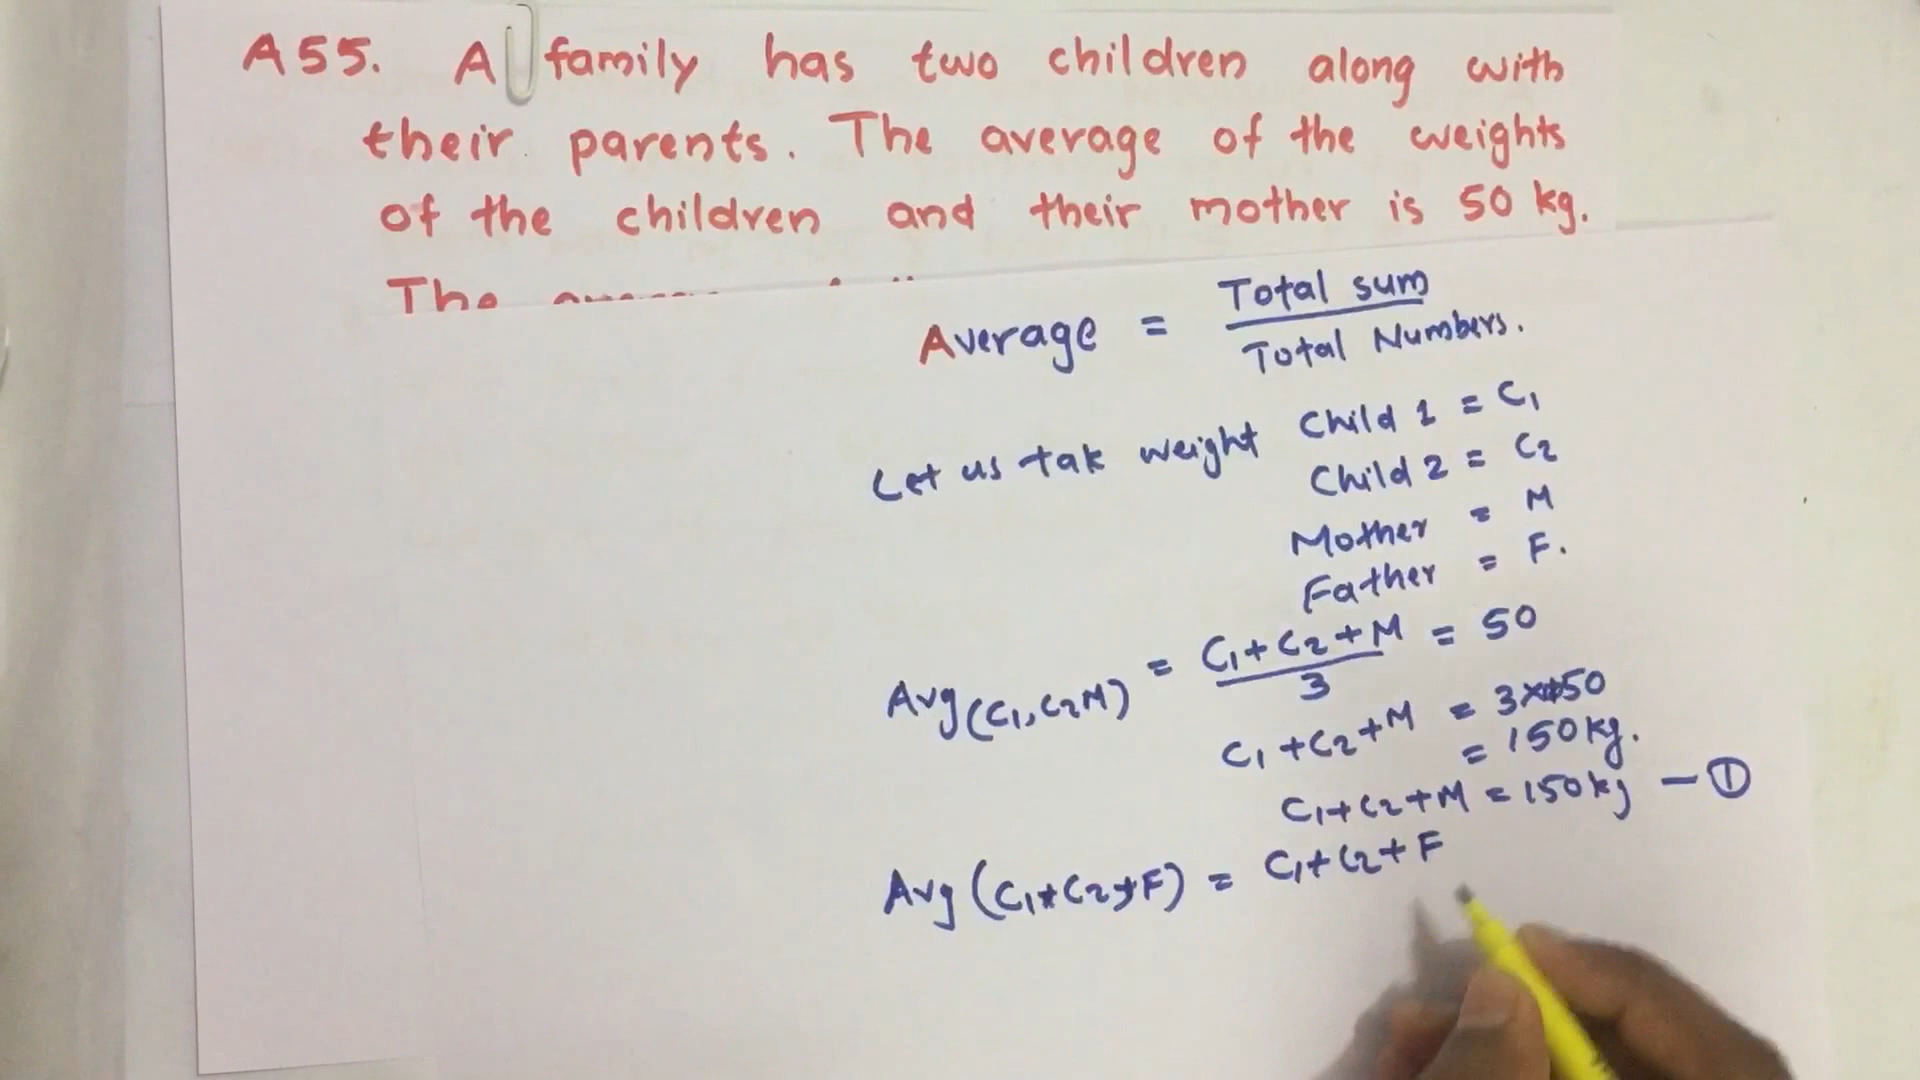 A55. A family has two children along with
their parents. The average of the weights
of the children and their mother is 50 kg.
The
Average = Total sum
Total Numbers.
Let us tak weight Child 1 = C1
Child 2 = C2
Mother = M
Father = F.
Avg(C1, C2M) = C1 + C2 + M = 50
3
C1 + C2 + M = 3×50
= 150kg.
C1 + C2 + M = 150kg — ①
Avg (C1+C2+F) = C1 + C2 + F